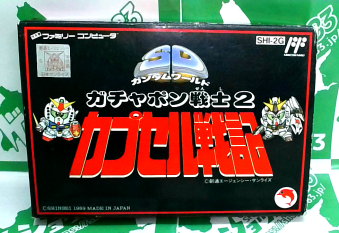 ファミリーコンピュータ
SHI-2G
SD
ガンダムワールド
ガチャポン戦士2
カプセル戦記
©創通エージェンシー・サンライズ
©SHINSEI 1989 MADE IN JAPAN